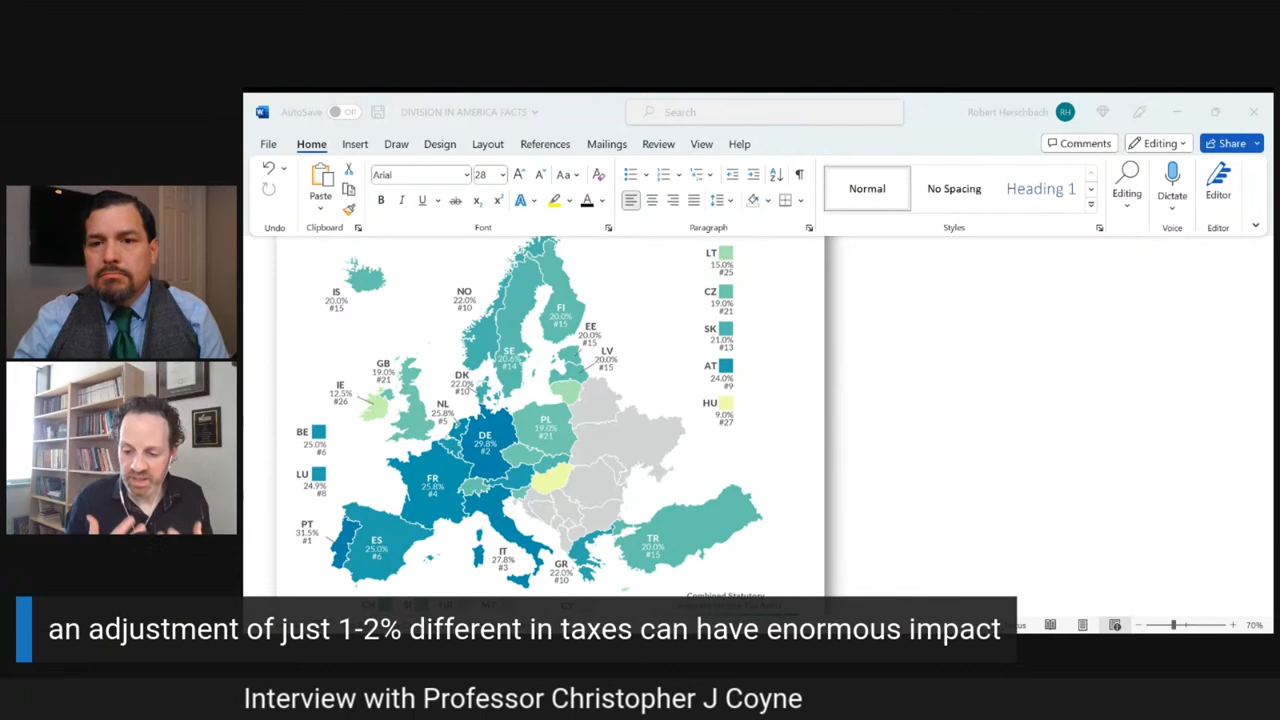 AutoSave
Off
DIVISION IN AMERICA FACTS
Search
Robert Herschbach
RH
File Home Insert Draw Design Layout References Mailings Review View Help
Comments
Editing
Share
Arial
28
Aa
Paste
B I U ab x₂ x² A A
Normal
No Spacing
Heading 1
Editing
Dictate
Editor
Undo
Clipboard
Font
Paragraph
Styles
Voice
Editor
IS
20.0%
#15
NO
22.0%
#10
FI
20.0%
#15
EE
20.0%
#15
LV
20.0%
#15
SE
20.6%
#14
GB
19.0%
#21
DK
22.0%
#10
IE
12.5%
#26
NL
25.8%
#5
PL
19.0%
#21
DE
29.8%
#2
BE
25.0%
#6
LU
24.9%
#8
FR
25.8%
#4
PT
31.5%
#1
ES
25.0%
#6
IT
27.8%
#3
GR
22.0%
#10
TR
20.0%
#15
LT
15.0%
#25
CZ
19.0%
#21
SK
21.0%
#13
AT
24.0%
#9
HU
9.0%
#27
Combined Statutory
70%
an adjustment of just 1-2% different in taxes can have enormous impact
Interview with Professor Christopher J Coyne